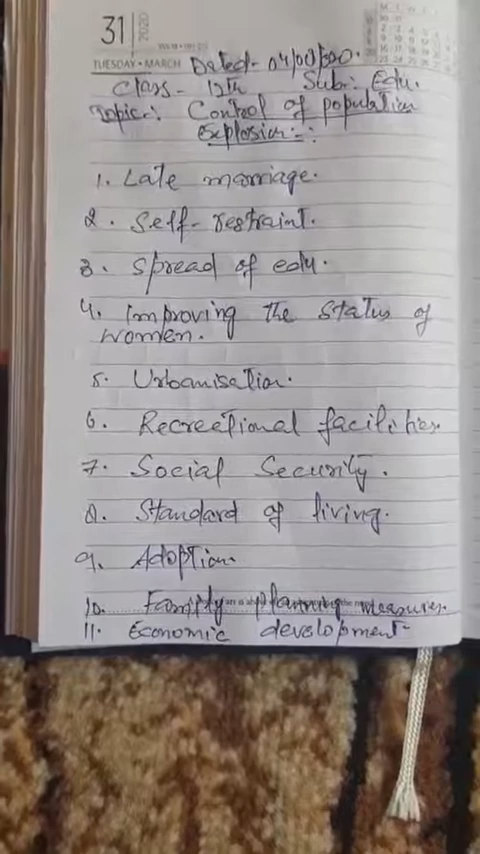 31 2020
TUESDAY • MARCH Dated- 04/
Class- 12th Sub: Edu.
Topic: Control of population
explosion:-
1. Late marriage.
2. Self-restraint.
3. Spread of edu.
4. Improving the Status of
women.
5. Urbanisation.
6. Recreational facilities.
7. Social Security.
8. Standard of living.
9. Adoption.
10. Family planning measures.
11. Economic development